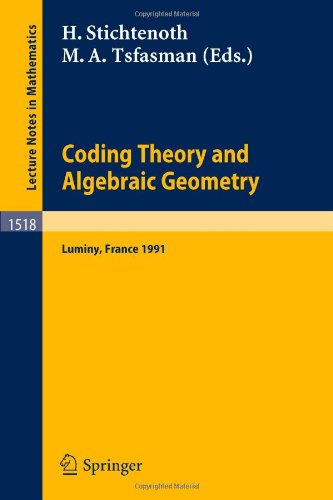 Lecture Notes in Mathematics
1518
H. Stichtenoth
M. A. Tsfasman (Eds.)
Coding Theory and
Algebraic Geometry
Luminy, France 1991
Springer